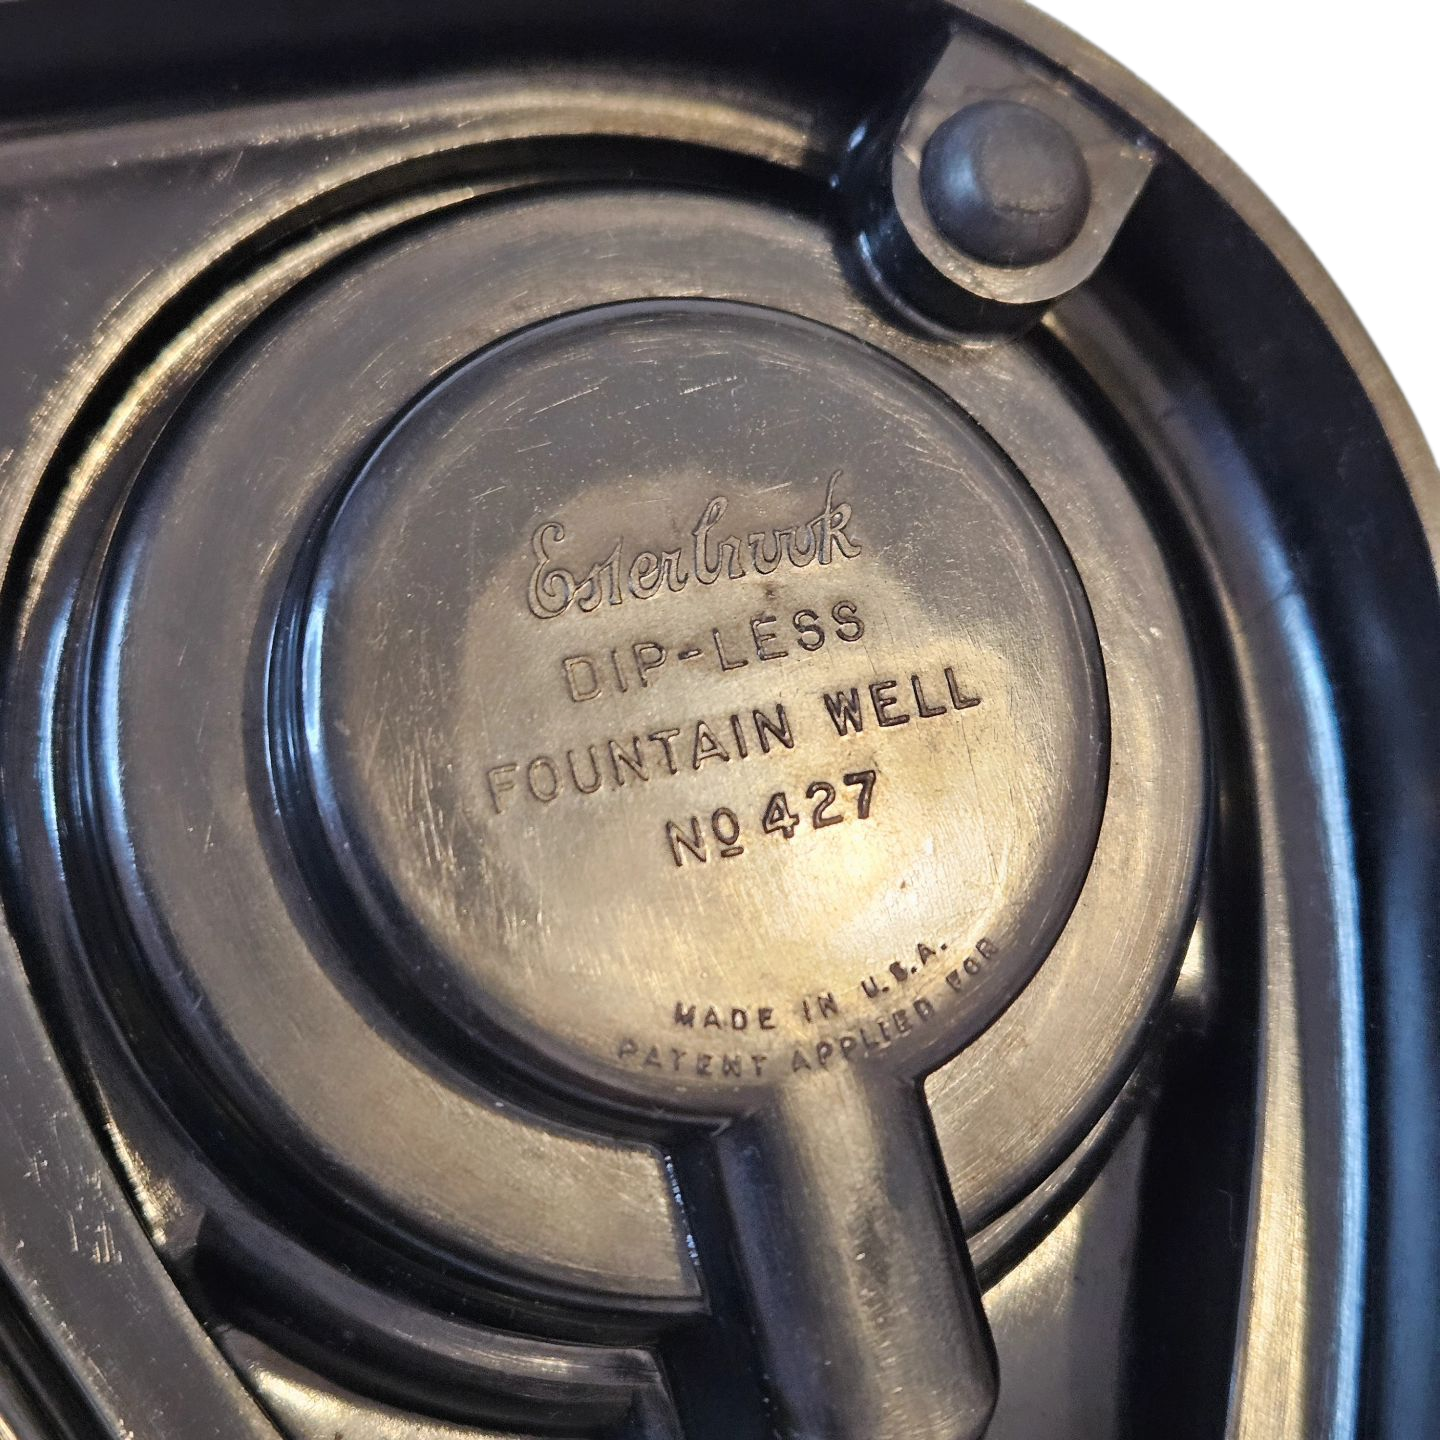 Esterbrook
DIP-LESS
FOUNTAIN WELL
Nº 427
MADE IN U.S.A.
PATENT APPLIED FOR